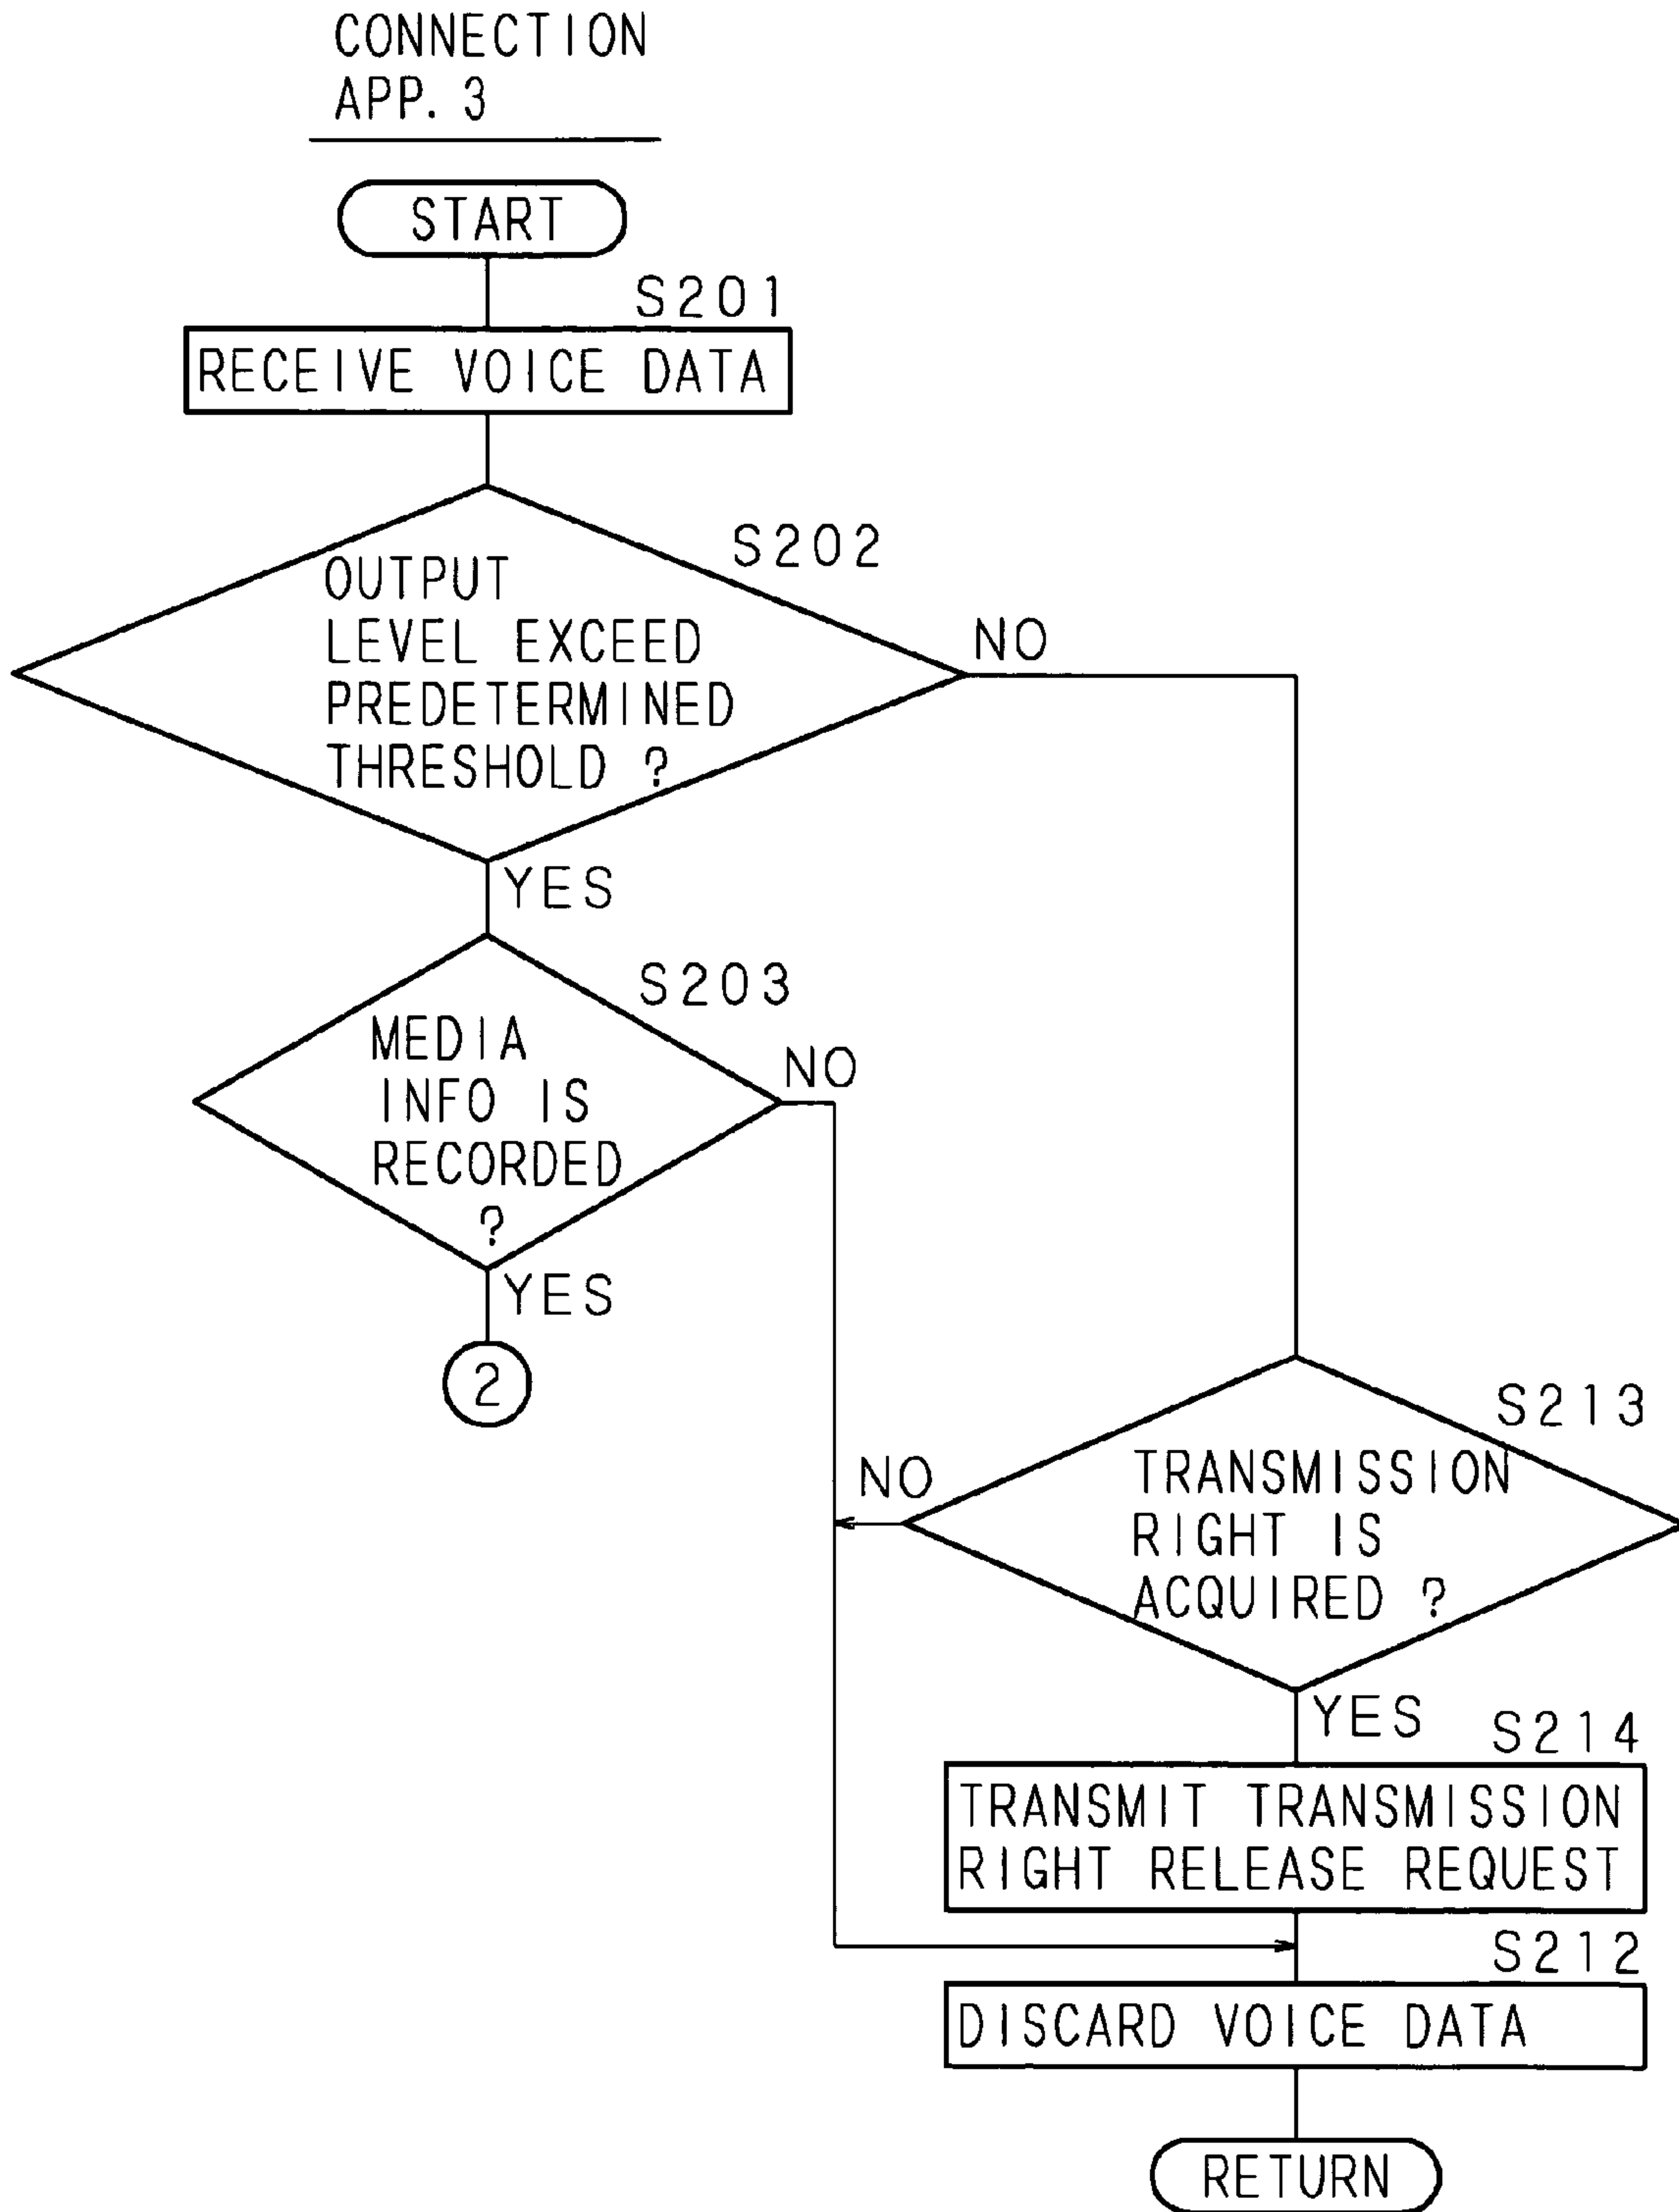 CONNECTION
APP. 3
START
S201
RECEIVE VOICE DATA
S202
OUTPUT
LEVEL EXCEED
PREDETERMINED
THRESHOLD ?
NO
YES
S203
MEDIA
INFO IS
RECORDED
?
NO
YES
2
S213
TRANSMISSION
RIGHT IS
ACQUIRED ?
NO
YES
S214
TRANSMIT TRANSMISSION
RIGHT RELEASE REQUEST
S212
DISCARD VOICE DATA
RETURN